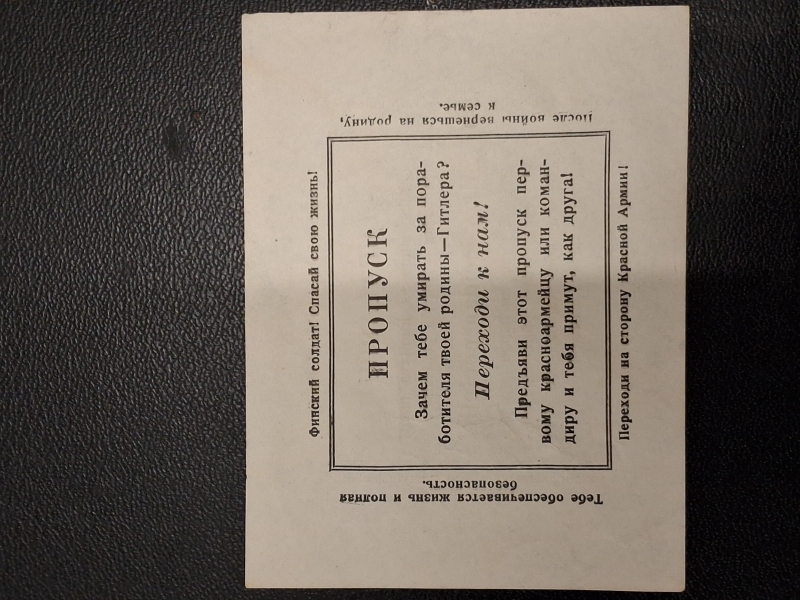 Финский солдат! Спасай свою жизнь!
ПРОПУСК
Зачем тебе умирать за пора-
ботителя твоей родины—Гитлера?
Переходи к нам!
Предъяви этот пропуск пер-
вому красноармейцу или коман-
диру и тебя примут, как друга!
Переходи на сторону Красной Армии!
Тебе обеспечивается жизнь и полная
безопасность.
После войны вернешься на родину,
к семье.